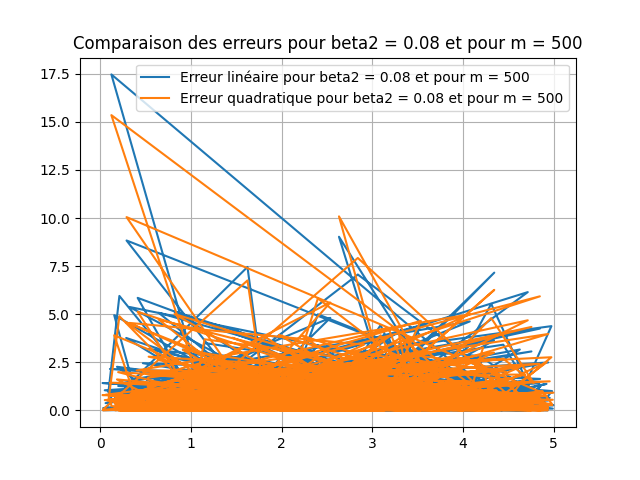 Comparaison des erreurs pour beta2 = 0.08 et pour m = 500
Erreur linéaire pour beta2 = 0.08 et pour m = 500
Erreur quadratique pour beta2 = 0.08 et pour m = 500
17.5
15.0
12.5
10.0
7.5
5.0
2.5
0.0
0 1 2 3 4 5